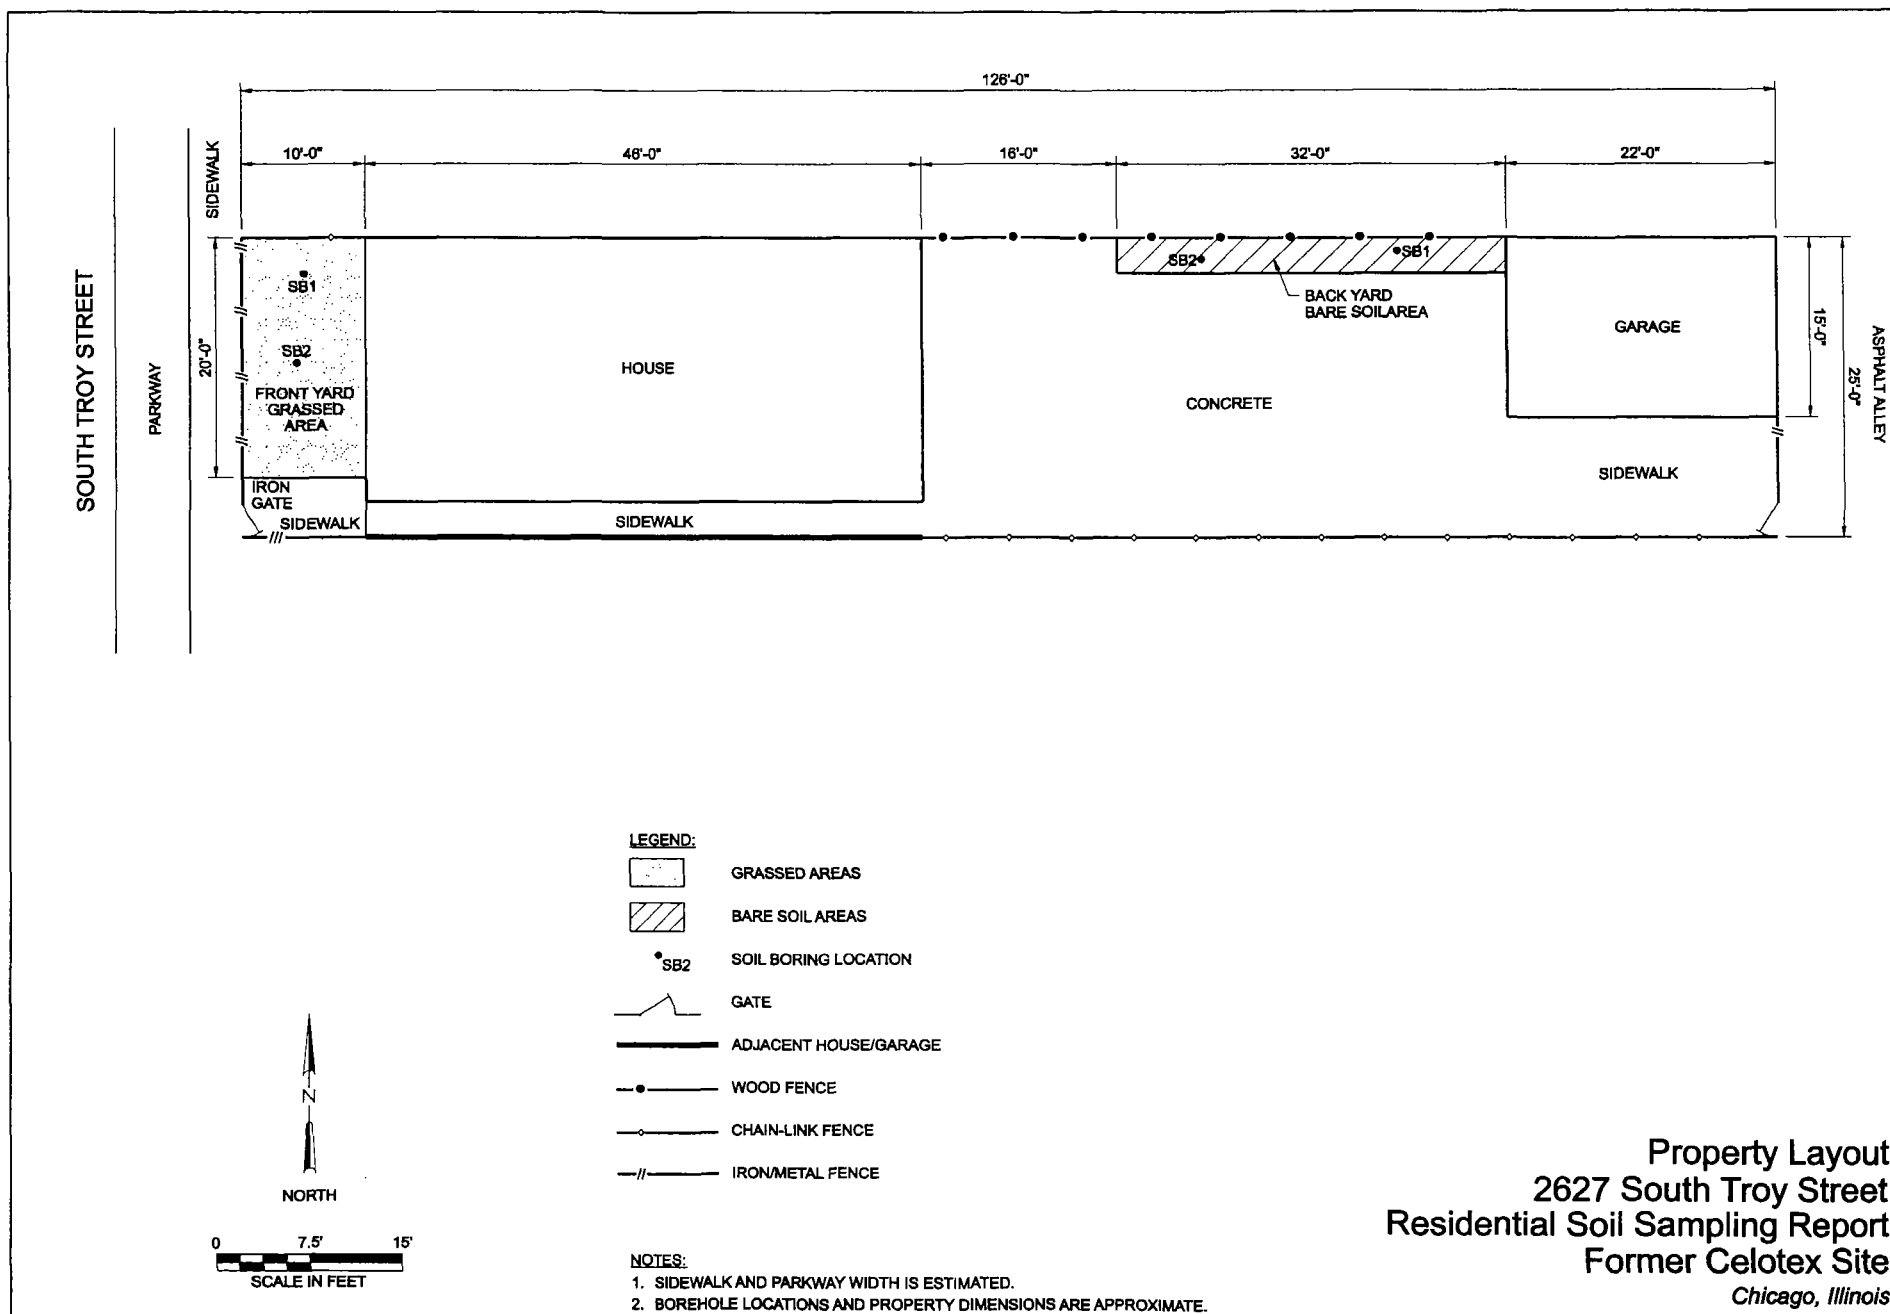 126'-0"
10'-0"
46'-0"
16'-0"
32'-0"
22'-0"
SIDEWALK
SOUTH TROY STREET
PARKWAY
20'-0"
SB1
SB2
FRONT YARD
GRASSED
AREA
IRON
GATE
SIDEWALK
HOUSE
SIDEWALK
SB2
SB1
BACK YARD
BARE SOILAREA
CONCRETE
GARAGE
SIDEWALK
15'-0"
25'-0"
ASPHALT ALLEY
LEGEND:
GRASSED AREAS
BARE SOIL AREAS
SB2 SOIL BORING LOCATION
GATE
ADJACENT HOUSE/GARAGE
WOOD FENCE
CHAIN-LINK FENCE
IRON/METAL FENCE
N
NORTH
0 7.5' 15'
SCALE IN FEET
NOTES:
1. SIDEWALK AND PARKWAY WIDTH IS ESTIMATED.
2. BOREHOLE LOCATIONS AND PROPERTY DIMENSIONS ARE APPROXIMATE.
Property Layout
2627 South Troy Street
Residential Soil Sampling Report
Former Celotex Site
Chicago, Illinois